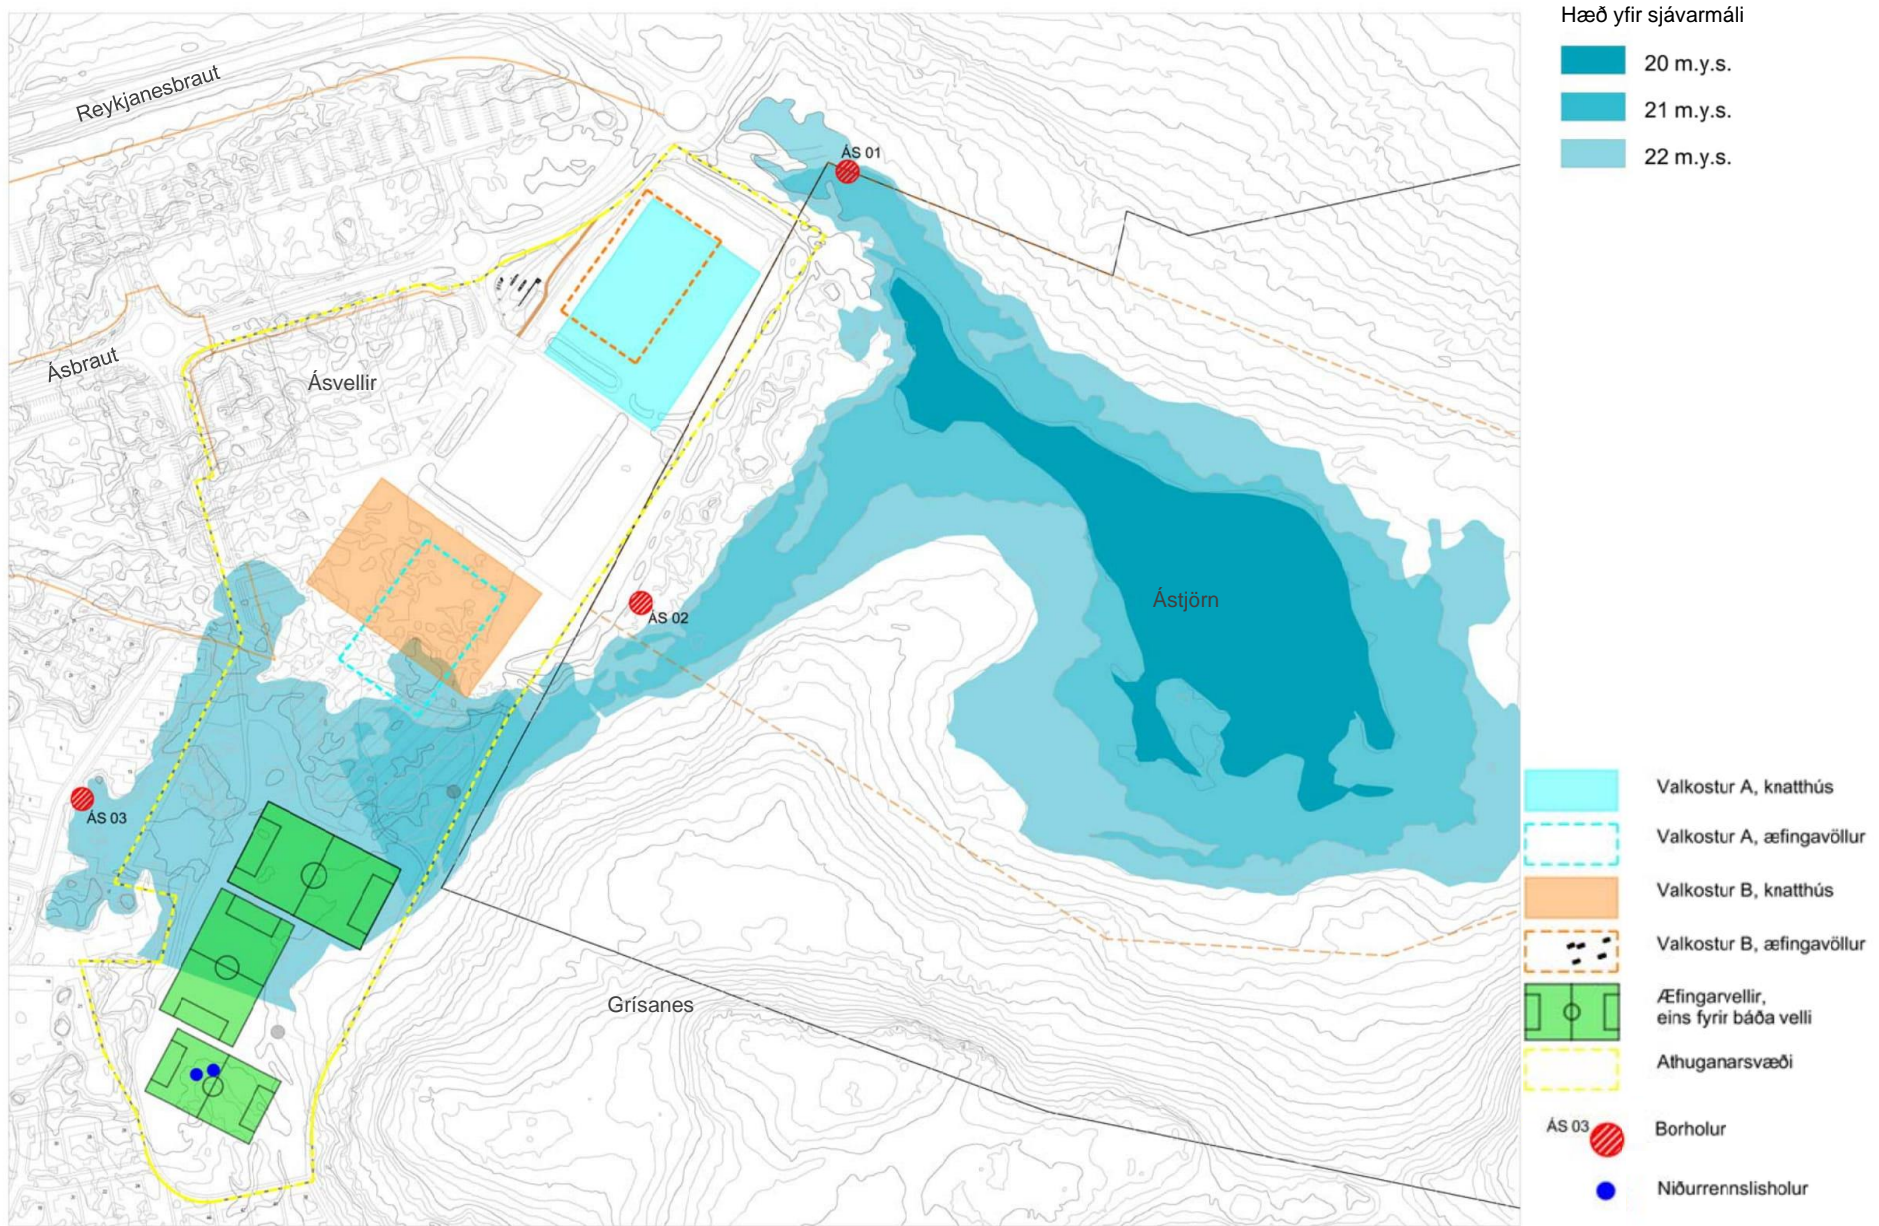 Hæð yfir sjávarmáli
20 m.y.s.
21 m.y.s.
22 m.y.s.
Reykjanesbraut
ÁS 01
Ásbraut
Ásvellir
ÁS 02
Ástjörn
ÁS 03
Grísanes
Valkostur A, knatthús
Valkostur A, æfingavöllur
Valkostur B, knatthús
Valkostur B, æfingavöllur
Æfingarvellir,
eins fyrir báða velli
Athuganarsvæði
ÁS 03
Borholur
Niðurrennslisholur